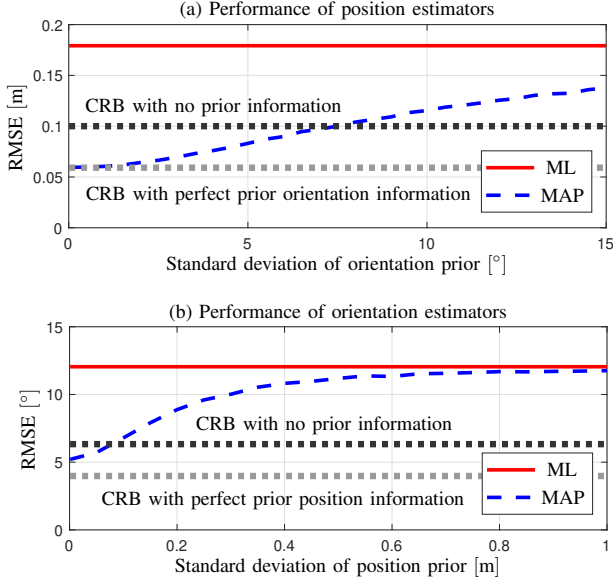 (a) Performance of position estimators
0.2
0.15
0.1
0.05
0
RMSE [m]
CRB with no prior information
CRB with perfect prior orientation information
ML
MAP
0 5 10 15
Standard deviation of orientation prior [°]
(b) Performance of orientation estimators
15
10
5
0
RMSE [°]
CRB with no prior information
CRB with perfect prior position information
ML
MAP
0 0.2 0.4 0.6 0.8 1
Standard deviation of position prior [m]